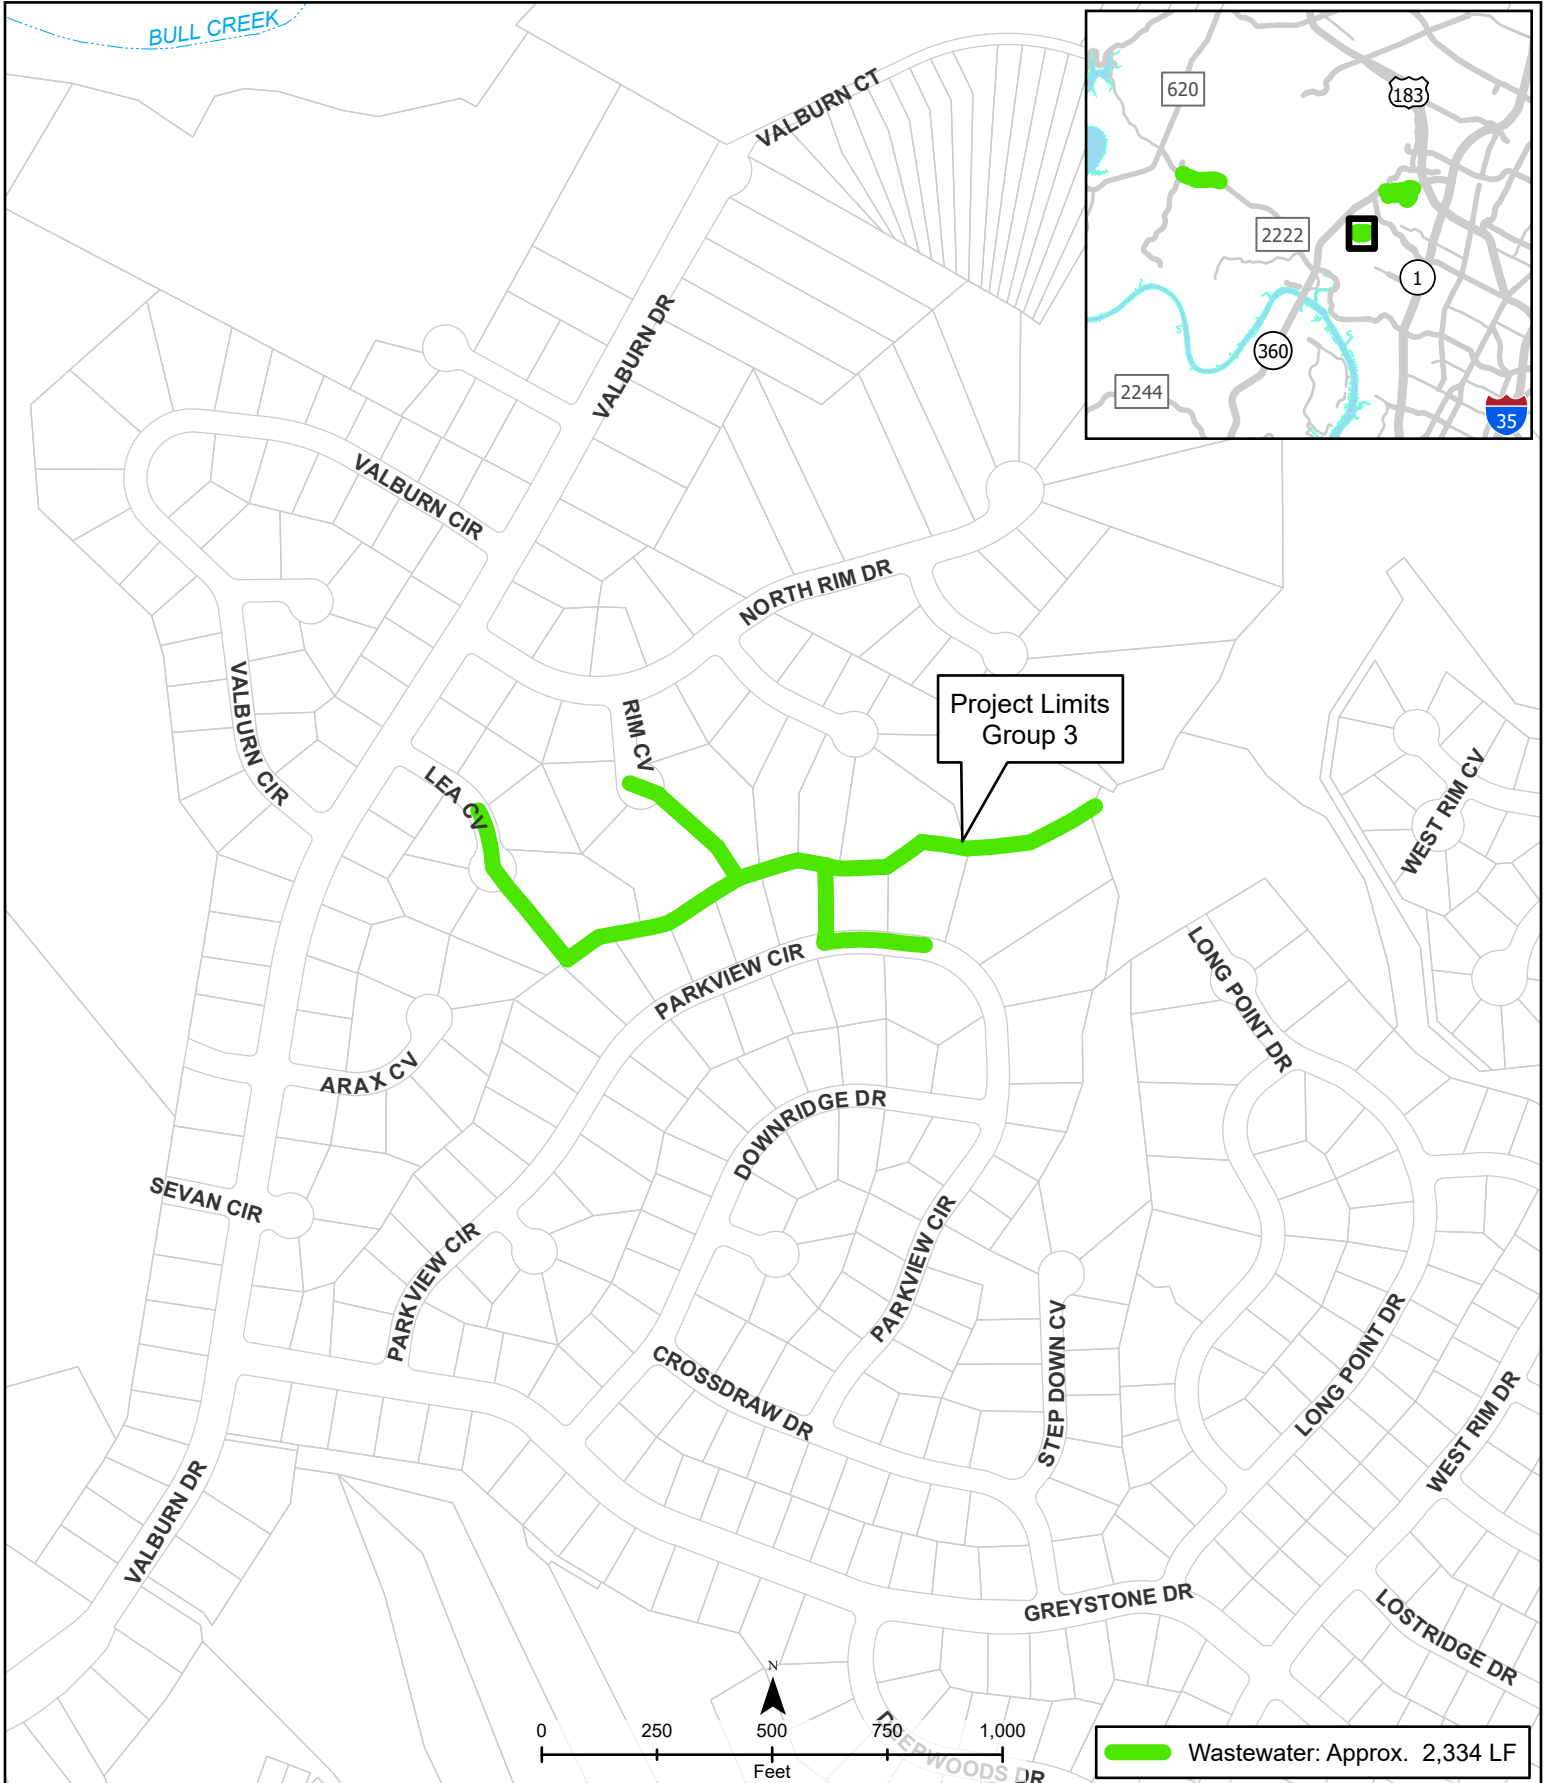 BULL CREEK
VALBURN CT
620
183
2222
1
360
2244
35
VALBURN DR
VALBURN CIR
NORTH RIM DR
VALBURN CIR
RIM CV
Project Limits
Group 3
LEA CV
WEST RIM CV
PARKVIEW CIR
LONG POINT DR
ARAX CV
DOWNRIDGE DR
SEVAN CIR
PARKVIEW CIR
PARKVIEW CIR
STEP DOWN CV
LONG POINT DR
CROSSDRAW DR
WEST RIM DR
VALBURN DR
GREYSTONE DR
LOSTRIDGE DR
N
0 250 500 750 1,000
Feet
DEEPWOODS DR
Wastewater: Approx. 2,334 LF